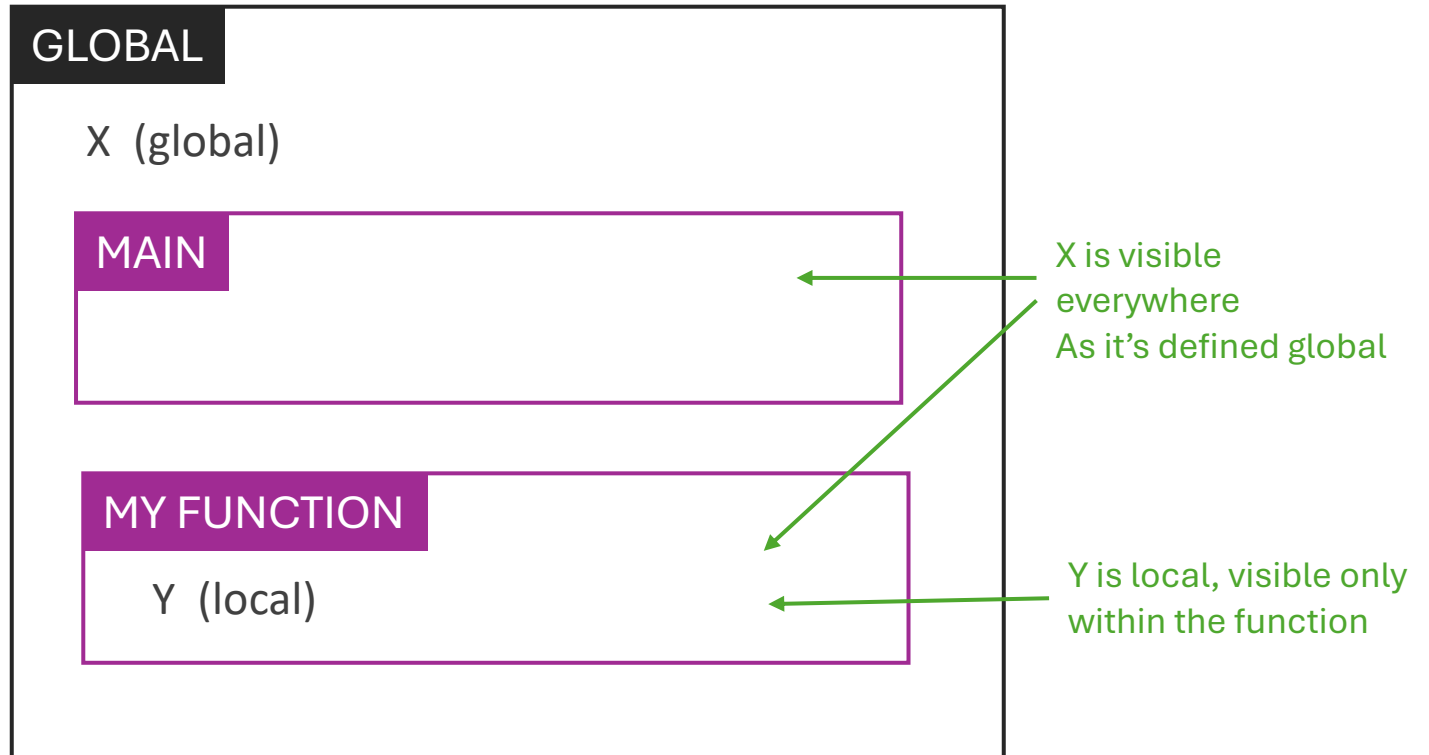 GLOBAL
X (global)
MAIN
X is visible
everywhere
As it’s defined global
MY FUNCTION
Y (local)
Y is local, visible only
within the function